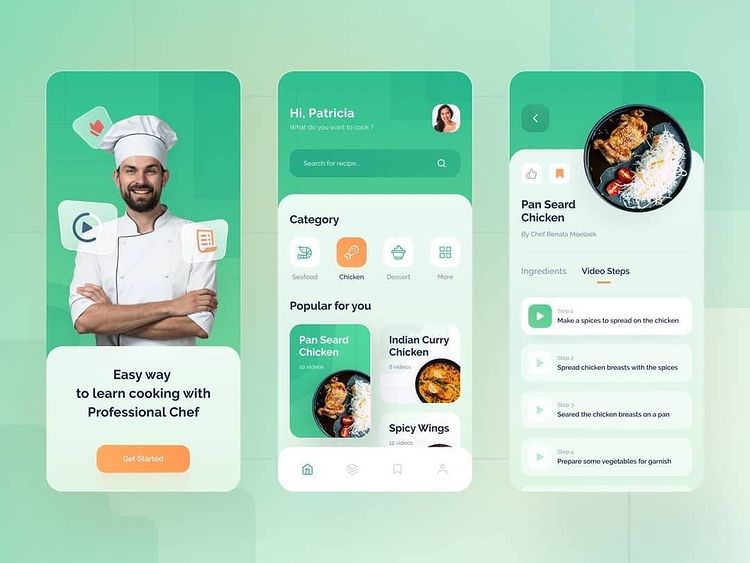 Easy way
to learn cooking with
Professional Chef
Get Started
Hi, Patricia
What do you want to cook ?
Search for recipe...
Category
Seafood
Chicken
Dessert
More
Popular for you
Pan Seard
Chicken
10 videos
Indian Curry
Chicken
8 videos
Spicy Wings
12 videos
Pan Seard
Chicken
By Chef Renata Moeloek
Ingredients
Video Steps
Step 1
Make a spices to spread on the chicken
Step 2
Spread chicken breasts with the spices
Step 3
Seared the chicken breasts on a pan
Step 4
Prepare some vegetables for garnish